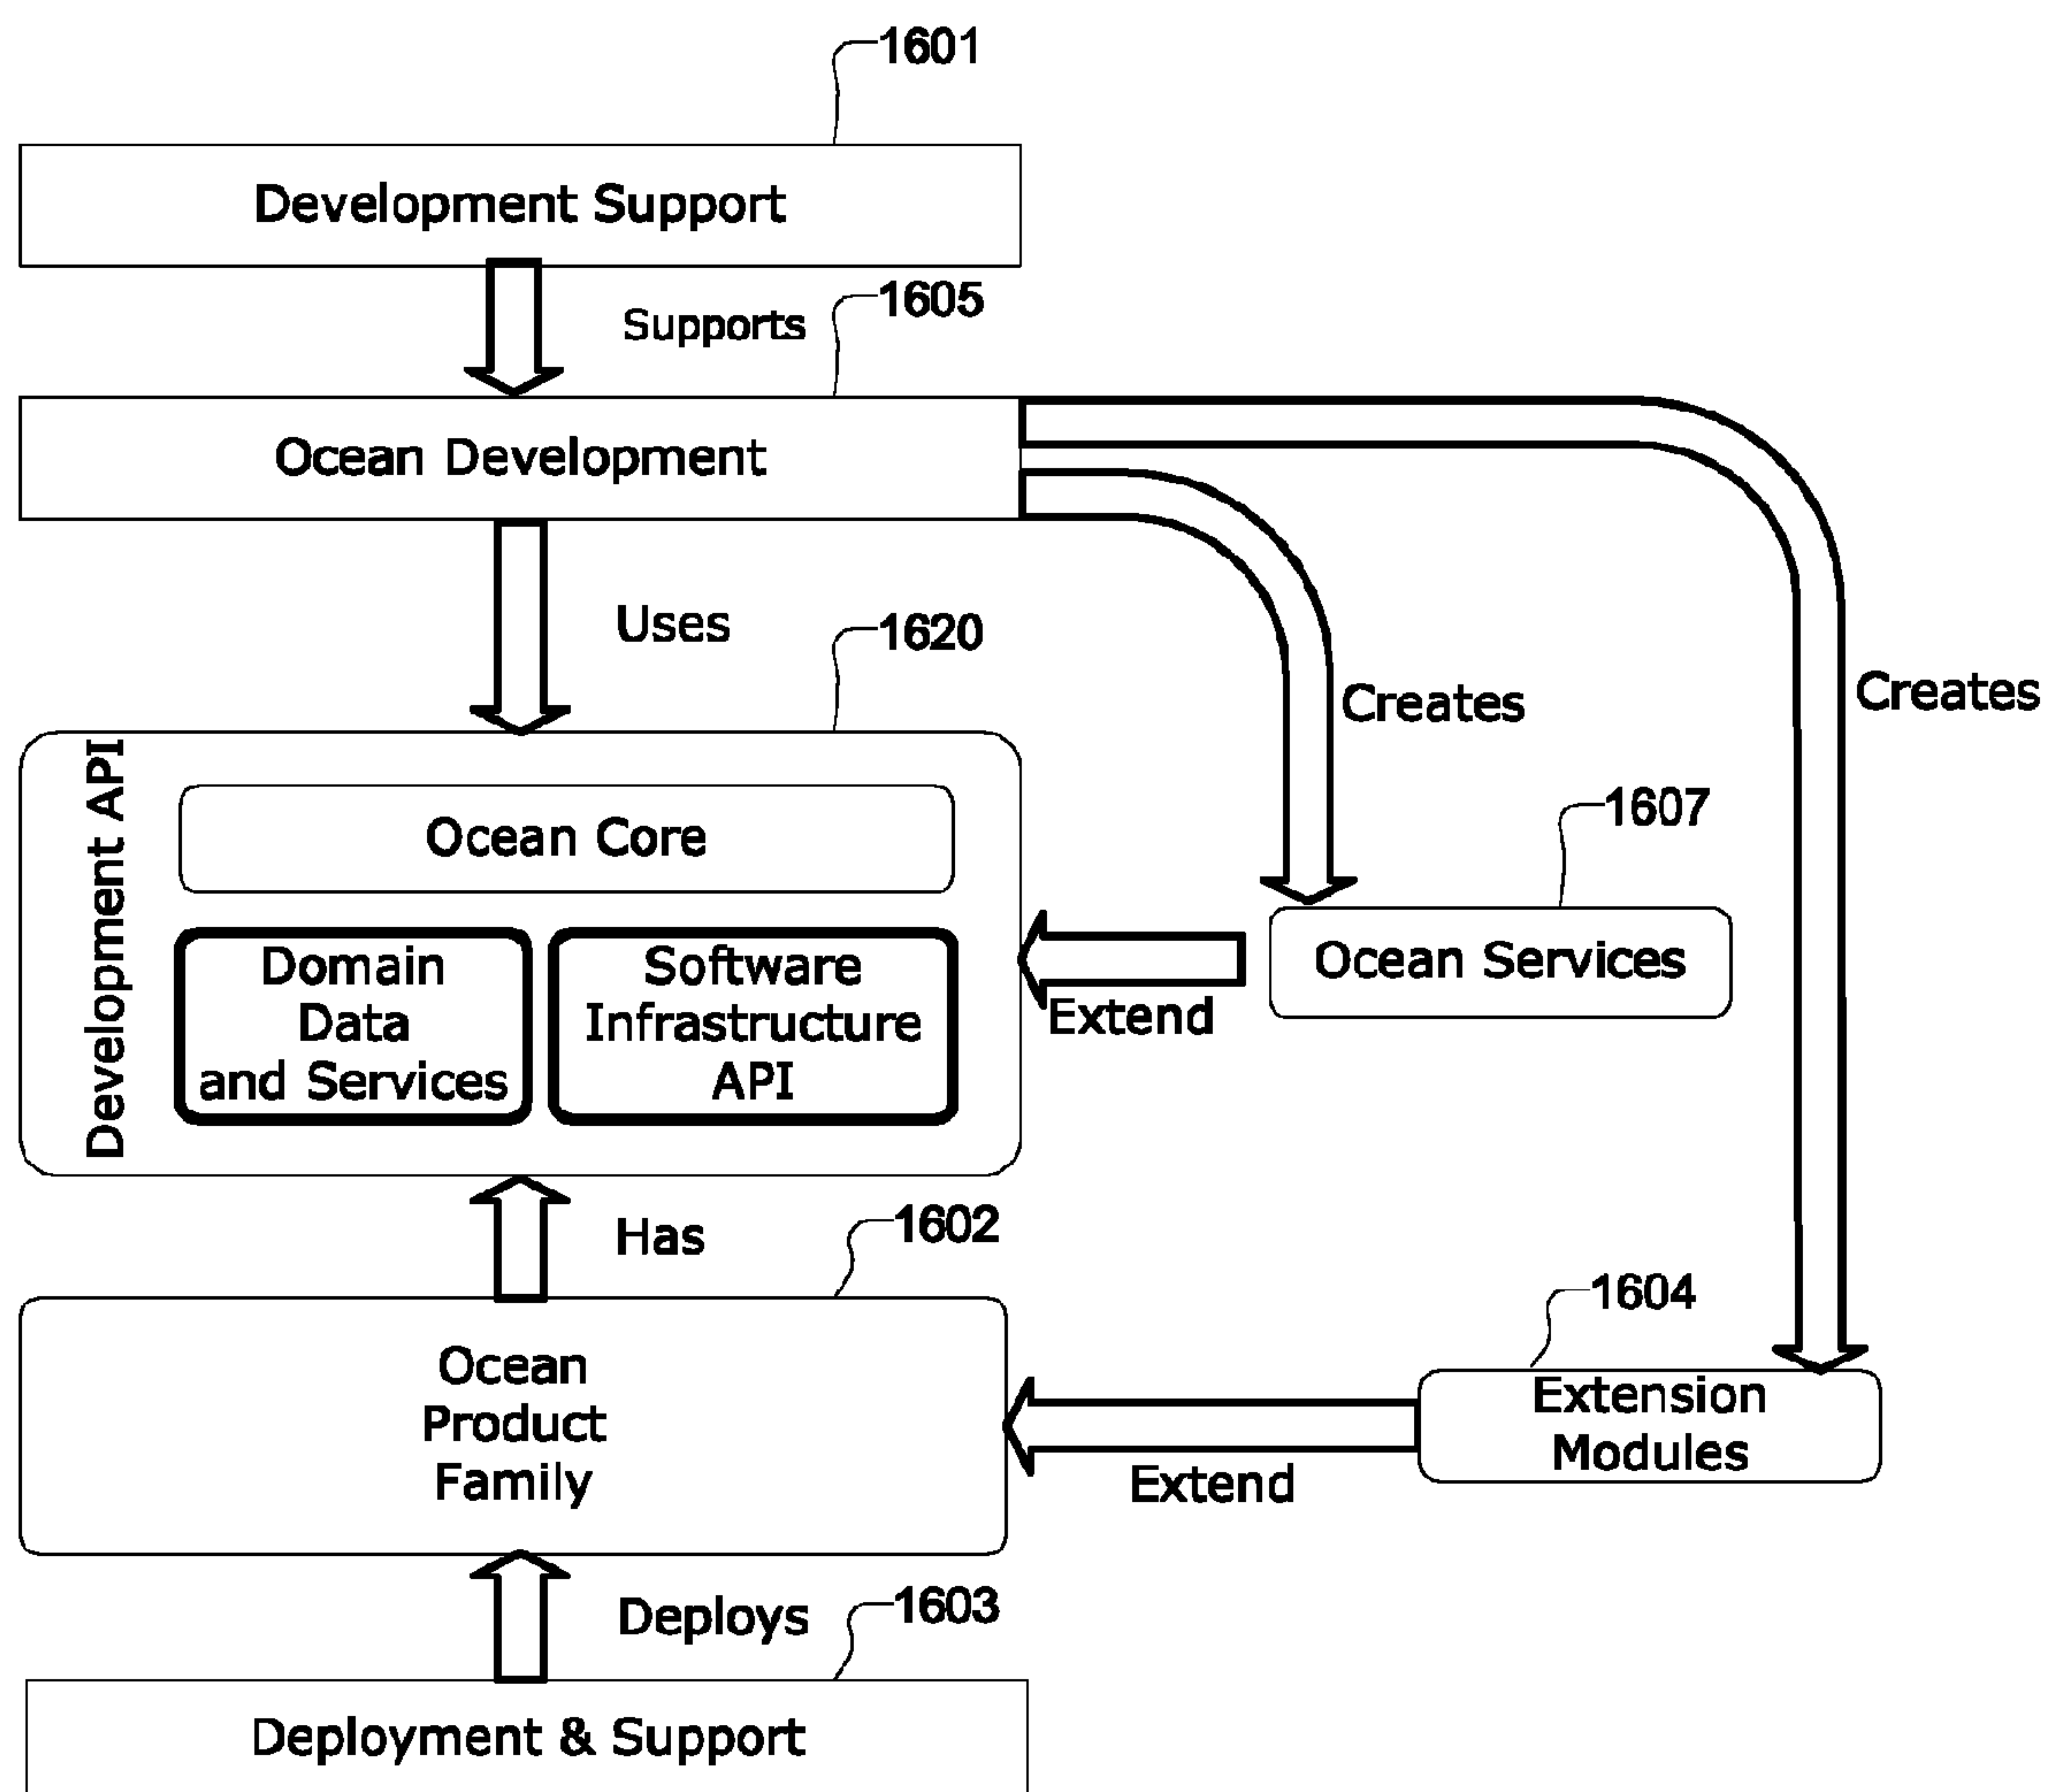 1601
Development Support
1605
Supports
Ocean Development
Uses
1620
Creates
Creates
Development API
Ocean Core
1607
Domain
Data
and Services
Software
Infrastructure
API
Ocean Services
Extend
Has
1602
1604
Ocean
Product
Family
Extension
Modules
Extend
Deploys
1603
Deployment & Support